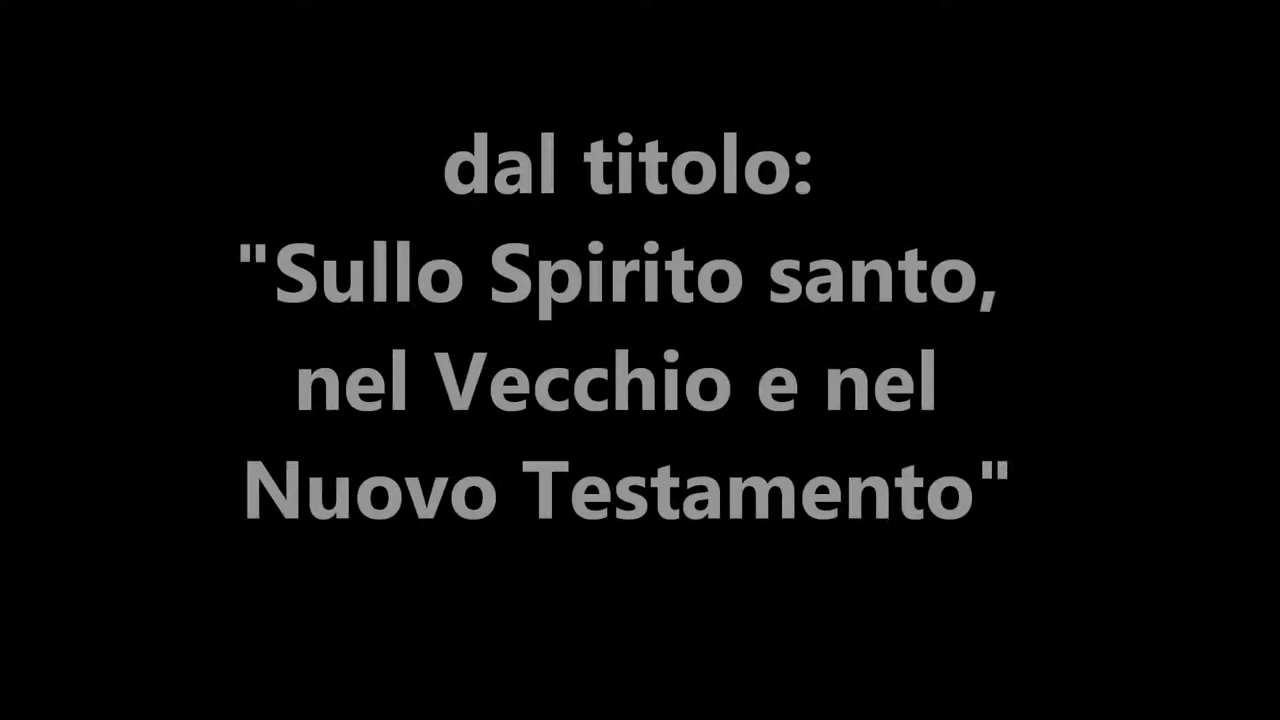 dal titolo:
"Sullo Spirito santo,
nel Vecchio e nel
Nuovo Testamento"